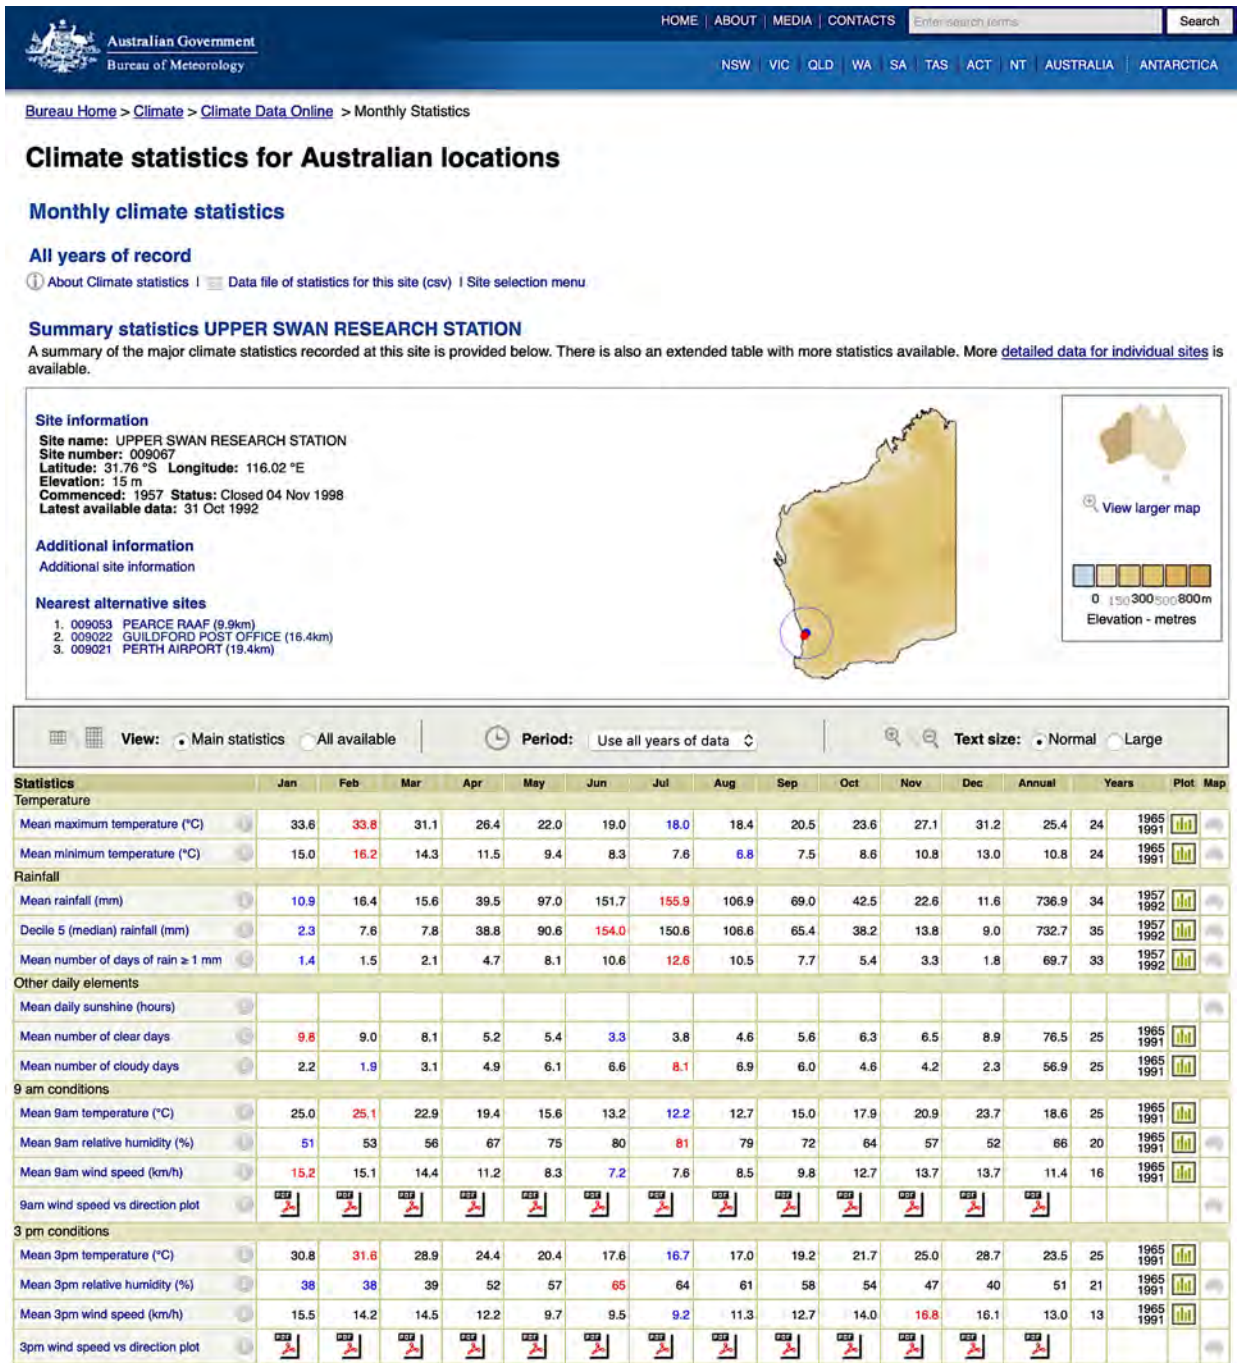 HOME | ABOUT | MEDIA | CONTACTS Enter search terms Search
Australian Government
Bureau of Meteorology
NSW VIC QLD WA SA TAS ACT NT AUSTRALIA ANTARCTICA
Bureau Home > Climate > Climate Data Online > Monthly Statistics
Climate statistics for Australian locations
Monthly climate statistics
All years of record
About Climate statistics | Data file of statistics for this site (csv) | Site selection menu
Summary statistics UPPER SWAN RESEARCH STATION
A summary of the major climate statistics recorded at this site is provided below. There is also an extended table with more statistics available. More detailed data for individual sites is
available.
Site information
Site name: UPPER SWAN RESEARCH STATION
Site number: 009067
Latitude: 31.76 °S Longitude: 116.02 °E
Elevation: 15 m
Commenced: 1957 Status: Closed 04 Nov 1998
Latest available data: 31 Oct 1992
Additional information
Additional site information
Nearest alternative sites
1. 009053 PEARCE RAAF (9.9km)
2. 009022 GUILDFORD POST OFFICE (16.4km)
3. 009021 PERTH AIRPORT (19.4km)
View larger map
0 150 300 500 800m
Elevation - metres
View: Main statistics All available Period: Use all years of data Text size: Normal Large
Statistics Jan Feb Mar Apr May Jun Jul Aug Sep Oct Nov Dec Annual Years Plot Map
Temperature
Mean maximum temperature (°C) 33.6 33.8 31.1 26.4 22.0 19.0 18.0 18.4 20.5 23.6 27.1 31.2 25.4 24 1965 1991
Mean minimum temperature (°C) 15.0 16.2 14.3 11.5 9.4 8.3 7.6 6.8 7.5 8.6 10.8 13.0 10.8 24 1965 1991
Rainfall
Mean rainfall (mm) 10.9 16.4 15.6 39.5 97.0 151.7 155.9 106.9 69.0 42.5 22.6 11.6 736.9 34 1957 1992
Decile 5 (median) rainfall (mm) 2.3 7.6 7.8 38.8 90.6 154.0 150.6 106.6 65.4 38.2 13.8 9.0 732.7 35 1957 1992
Mean number of days of rain ≥ 1 mm 1.4 1.5 2.1 4.7 8.1 10.6 12.6 10.5 7.7 5.4 3.3 1.8 69.7 33 1957 1992
Other daily elements
Mean daily sunshine (hours)
Mean number of clear days 9.8 9.0 8.1 5.2 5.4 3.3 3.8 4.6 5.6 6.3 6.5 8.9 76.5 25 1965 1991
Mean number of cloudy days 2.2 1.9 3.1 4.9 6.1 6.6 8.1 6.9 6.0 4.6 4.2 2.3 56.9 25 1965 1991
9 am conditions
Mean 9am temperature (°C) 25.0 25.1 22.9 19.4 15.6 13.2 12.2 12.7 15.0 17.9 20.9 23.7 18.6 25 1965 1991
Mean 9am relative humidity (%) 51 53 56 67 75 80 81 79 72 64 57 52 66 20 1965 1991
Mean 9am wind speed (km/h) 15.2 15.1 14.4 11.2 8.3 7.2 7.6 8.5 9.8 12.7 13.7 13.7 11.4 16 1965 1991
9am wind speed vs direction plot PDF PDF PDF PDF PDF PDF PDF PDF PDF PDF PDF PDF PDF
3 pm conditions
Mean 3pm temperature (°C) 30.8 31.6 28.9 24.4 20.4 17.6 16.7 17.0 19.2 21.7 25.0 28.7 23.5 25 1965 1991
Mean 3pm relative humidity (%) 38 38 39 52 57 65 64 61 58 54 47 40 51 21 1965 1991
Mean 3pm wind speed (km/h) 15.5 14.2 14.5 12.2 9.7 9.5 9.2 11.3 12.7 14.0 16.8 16.1 13.0 13 1965 1991
3pm wind speed vs direction plot PDF PDF PDF PDF PDF PDF PDF PDF PDF PDF PDF PDF PDF